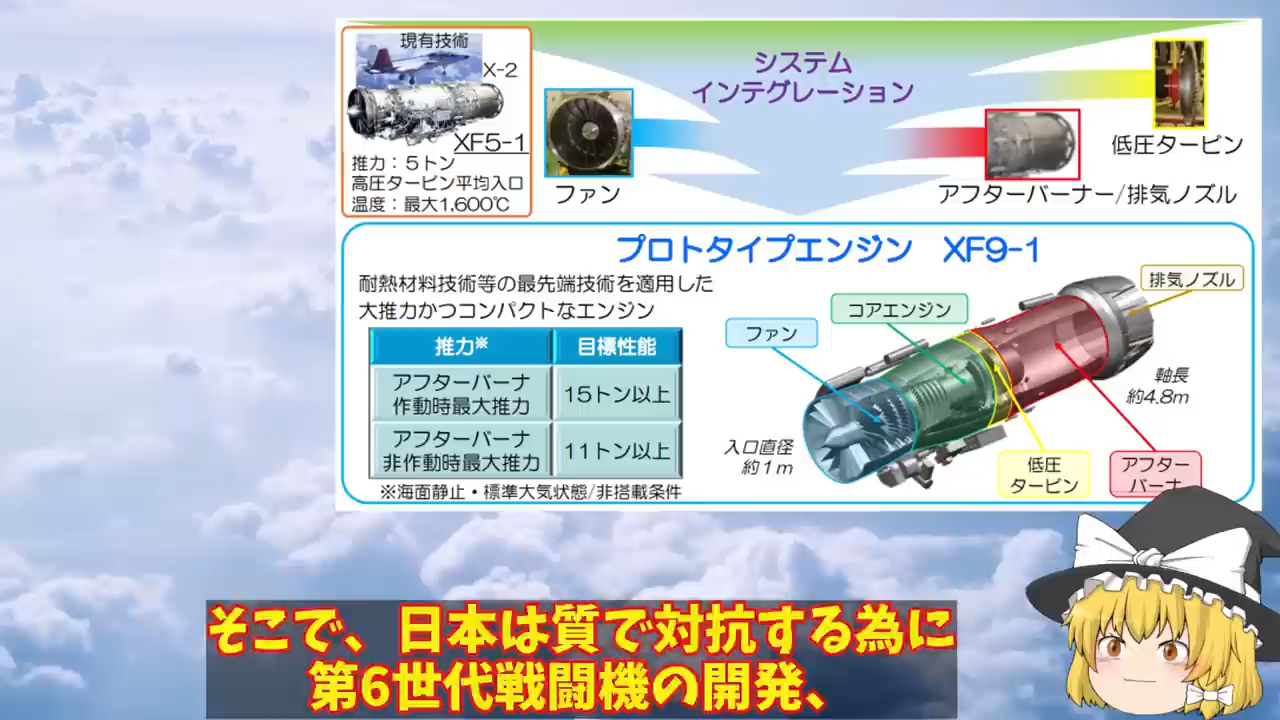 現有技術
X-2
XF5-1
推力：５トン
高圧タービン平均入口
温度：最大1,600℃
システム
インテグレーション
ファン
低圧タービン
アフターバーナー/排気ノズル
プロトタイプエンジン　XF9-1
耐熱材料技術等の最先端技術を適用した
大推力かつコンパクトなエンジン
推力※
目標性能
アフターバーナ
作動時最大推力
15トン以上
アフターバーナ
非作動時最大推力
11トン以上
※海面静止・標準大気状態/非搭載条件
ファン
コアエンジン
排気ノズル
軸長
約4.8m
入口直径
約１m
低圧
タービン
アフター
バーナ
そこで、日本は質で対抗する為に
第6世代戦闘機の開発、